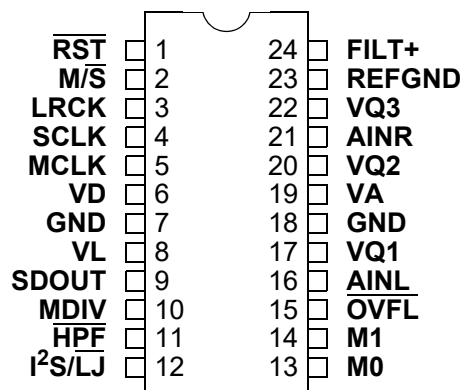 RST 1 24 FILT+
M/S 2 23 REFGND
LRCK 3 22 VQ3
SCLK 4 21 AINR
MCLK 5 20 VQ2
VD 6 19 VA
GND 7 18 GND
VL 8 17 VQ1
SDOUT 9 16 AINL
MDIV 10 15 OVFL
HPF 11 14 M1
I²S/LJ 12 13 M0